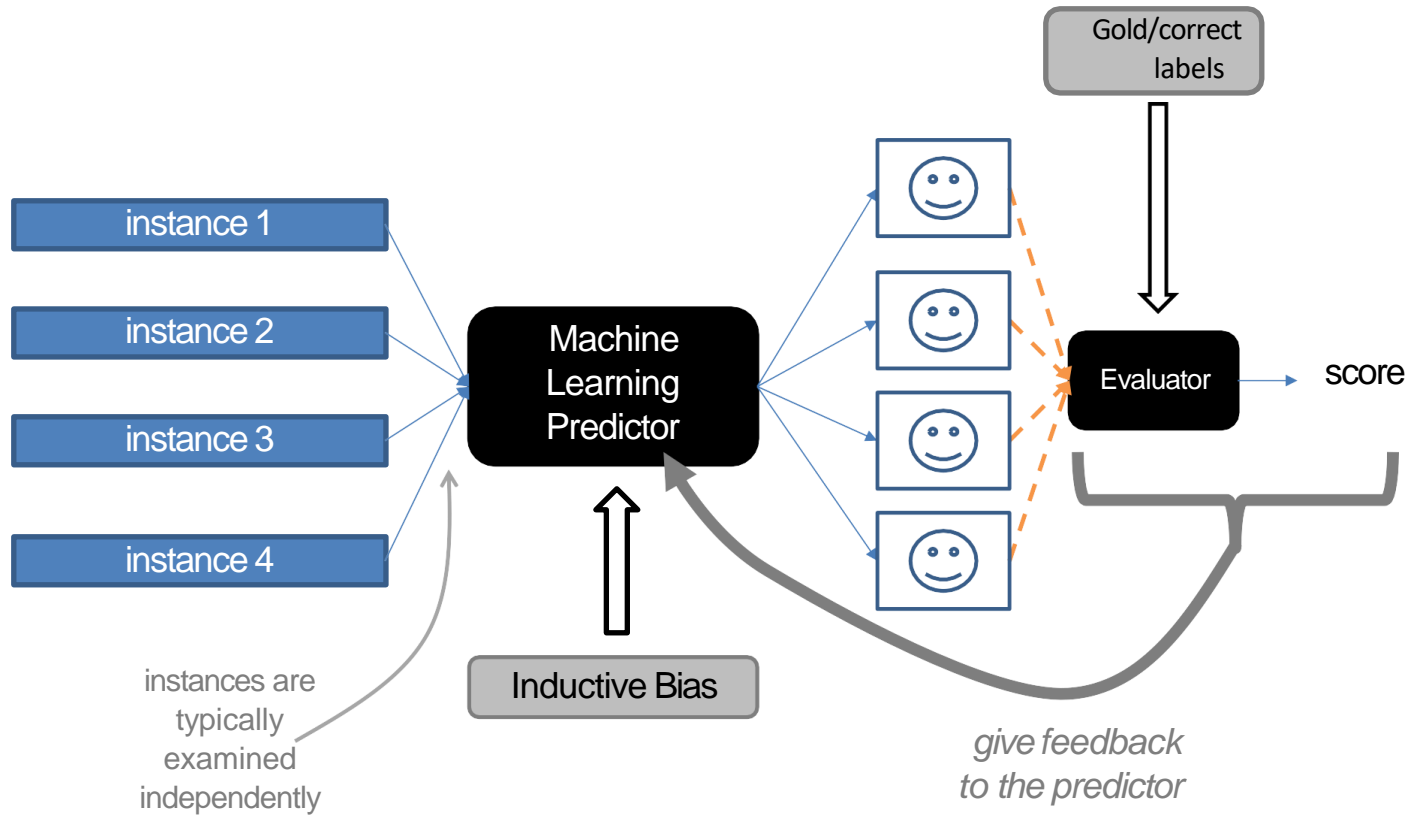 Gold/correct
labels
instance 1
instance 2
instance 3
instance 4
Machine
Learning
Predictor
Evaluator
score
Inductive Bias
instances are
typically
examined
independently
give feedback
to the predictor